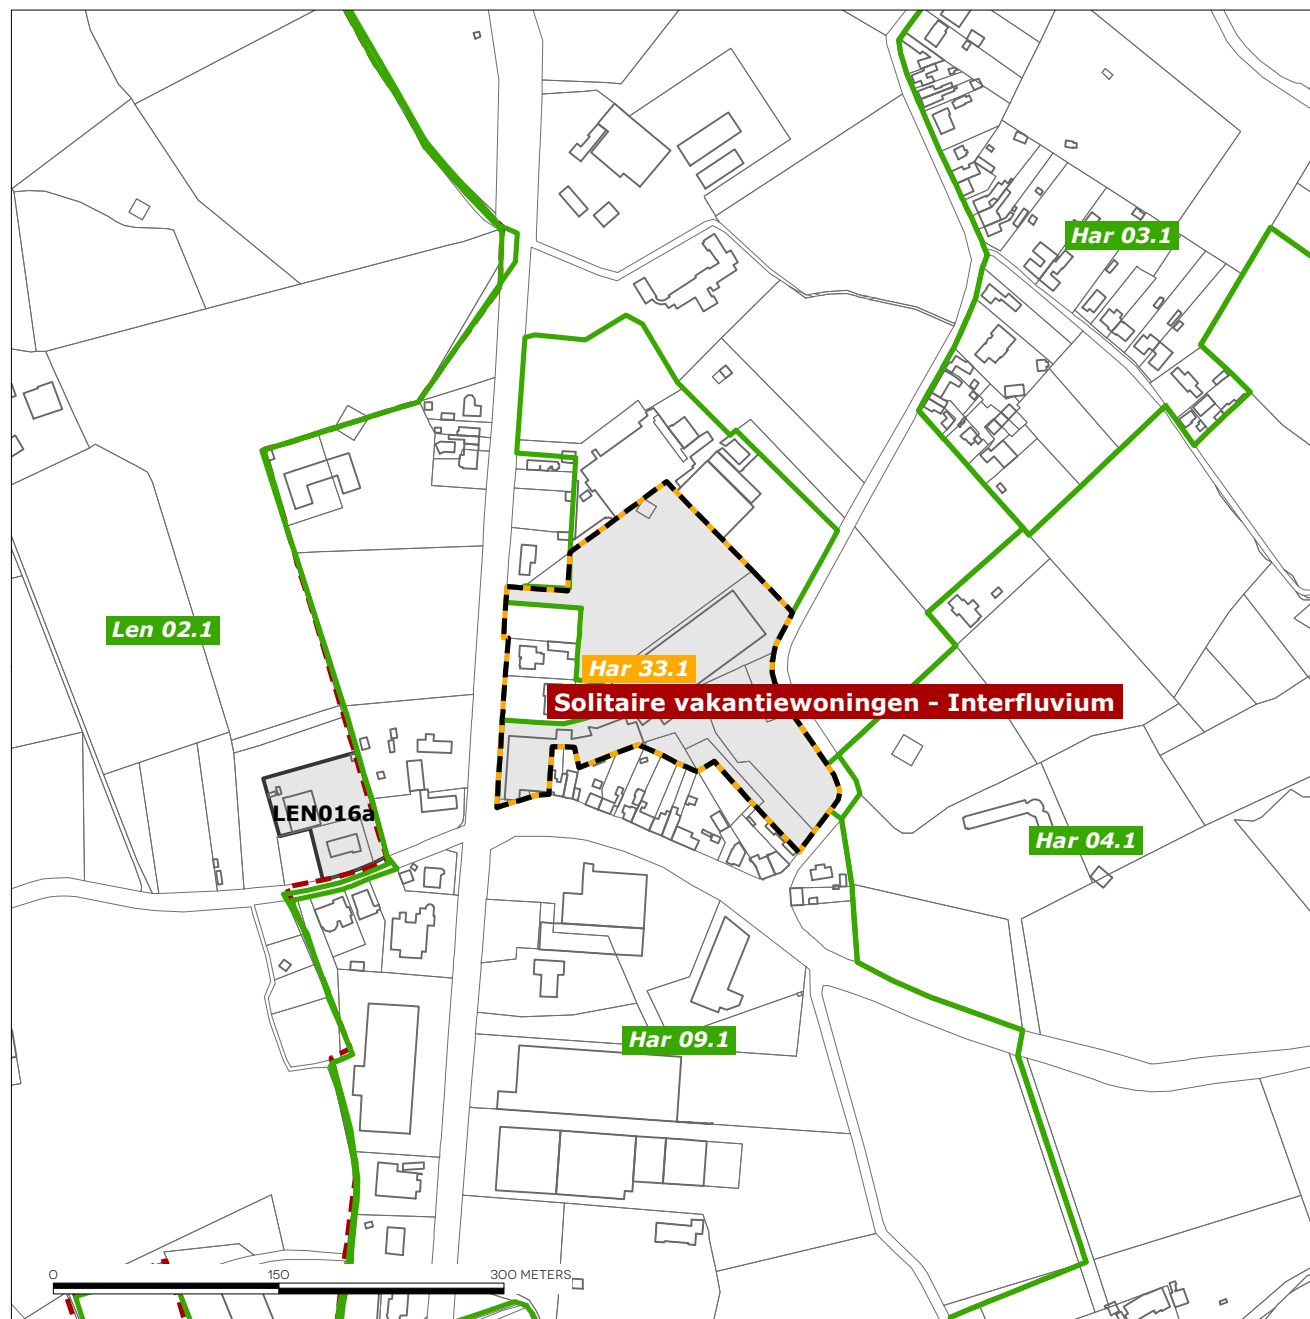 Har 03.1
Len 02.1
Har 33.1
Solitaire vakantiewoningen - Interfluvium
LEN016a
Har 04.1
Har 09.1
0 150 300 METERS